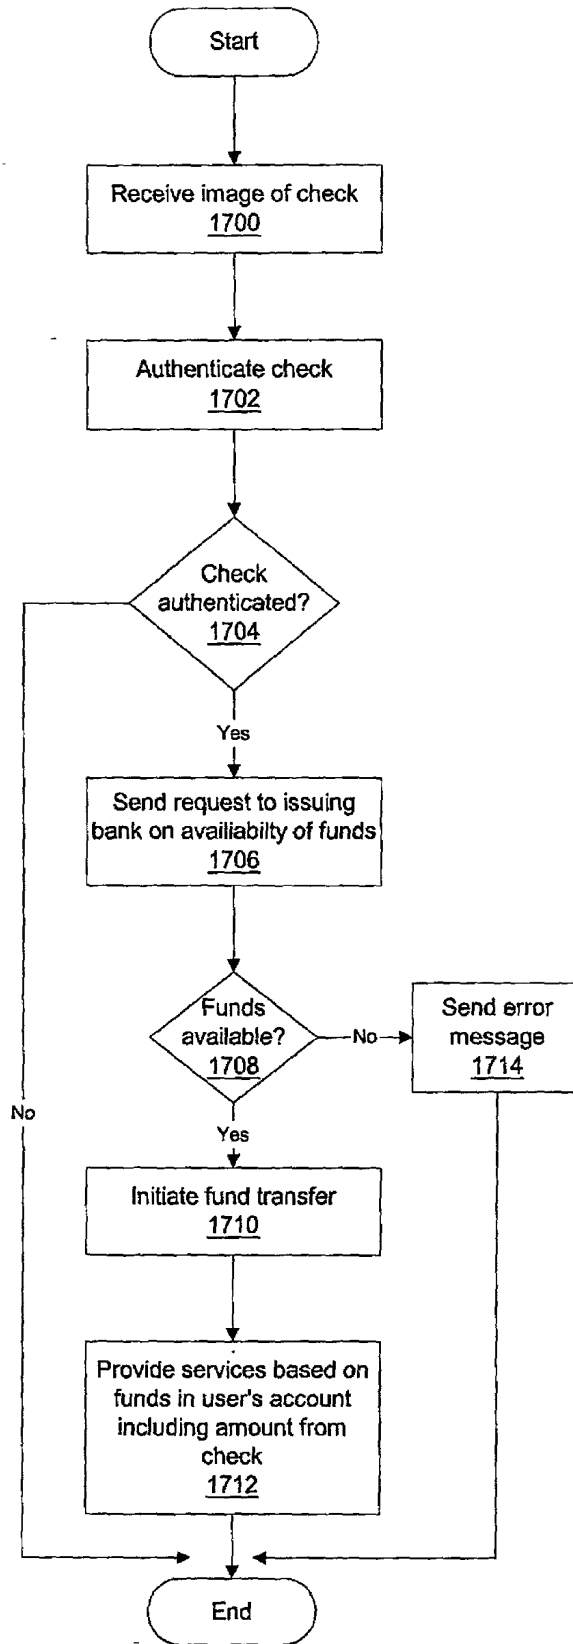 Start
Receive image of check
1700
Authenticate check
1702
Check
authenticated?
1704
Yes
Send request to issuing
bank on availiabilty of funds
1706
Funds
available?
1708
No
Send error
message
1714
No
Yes
Initiate fund transfer
1710
Provide services based on
funds in user's account
including amount from
check
1712
End